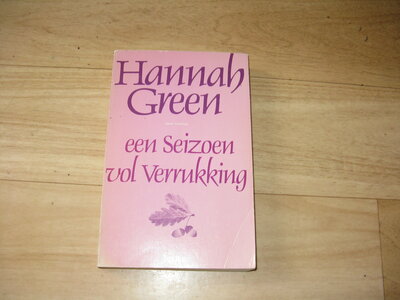 Hannah
Green
een Seizoen
vol Verrukking